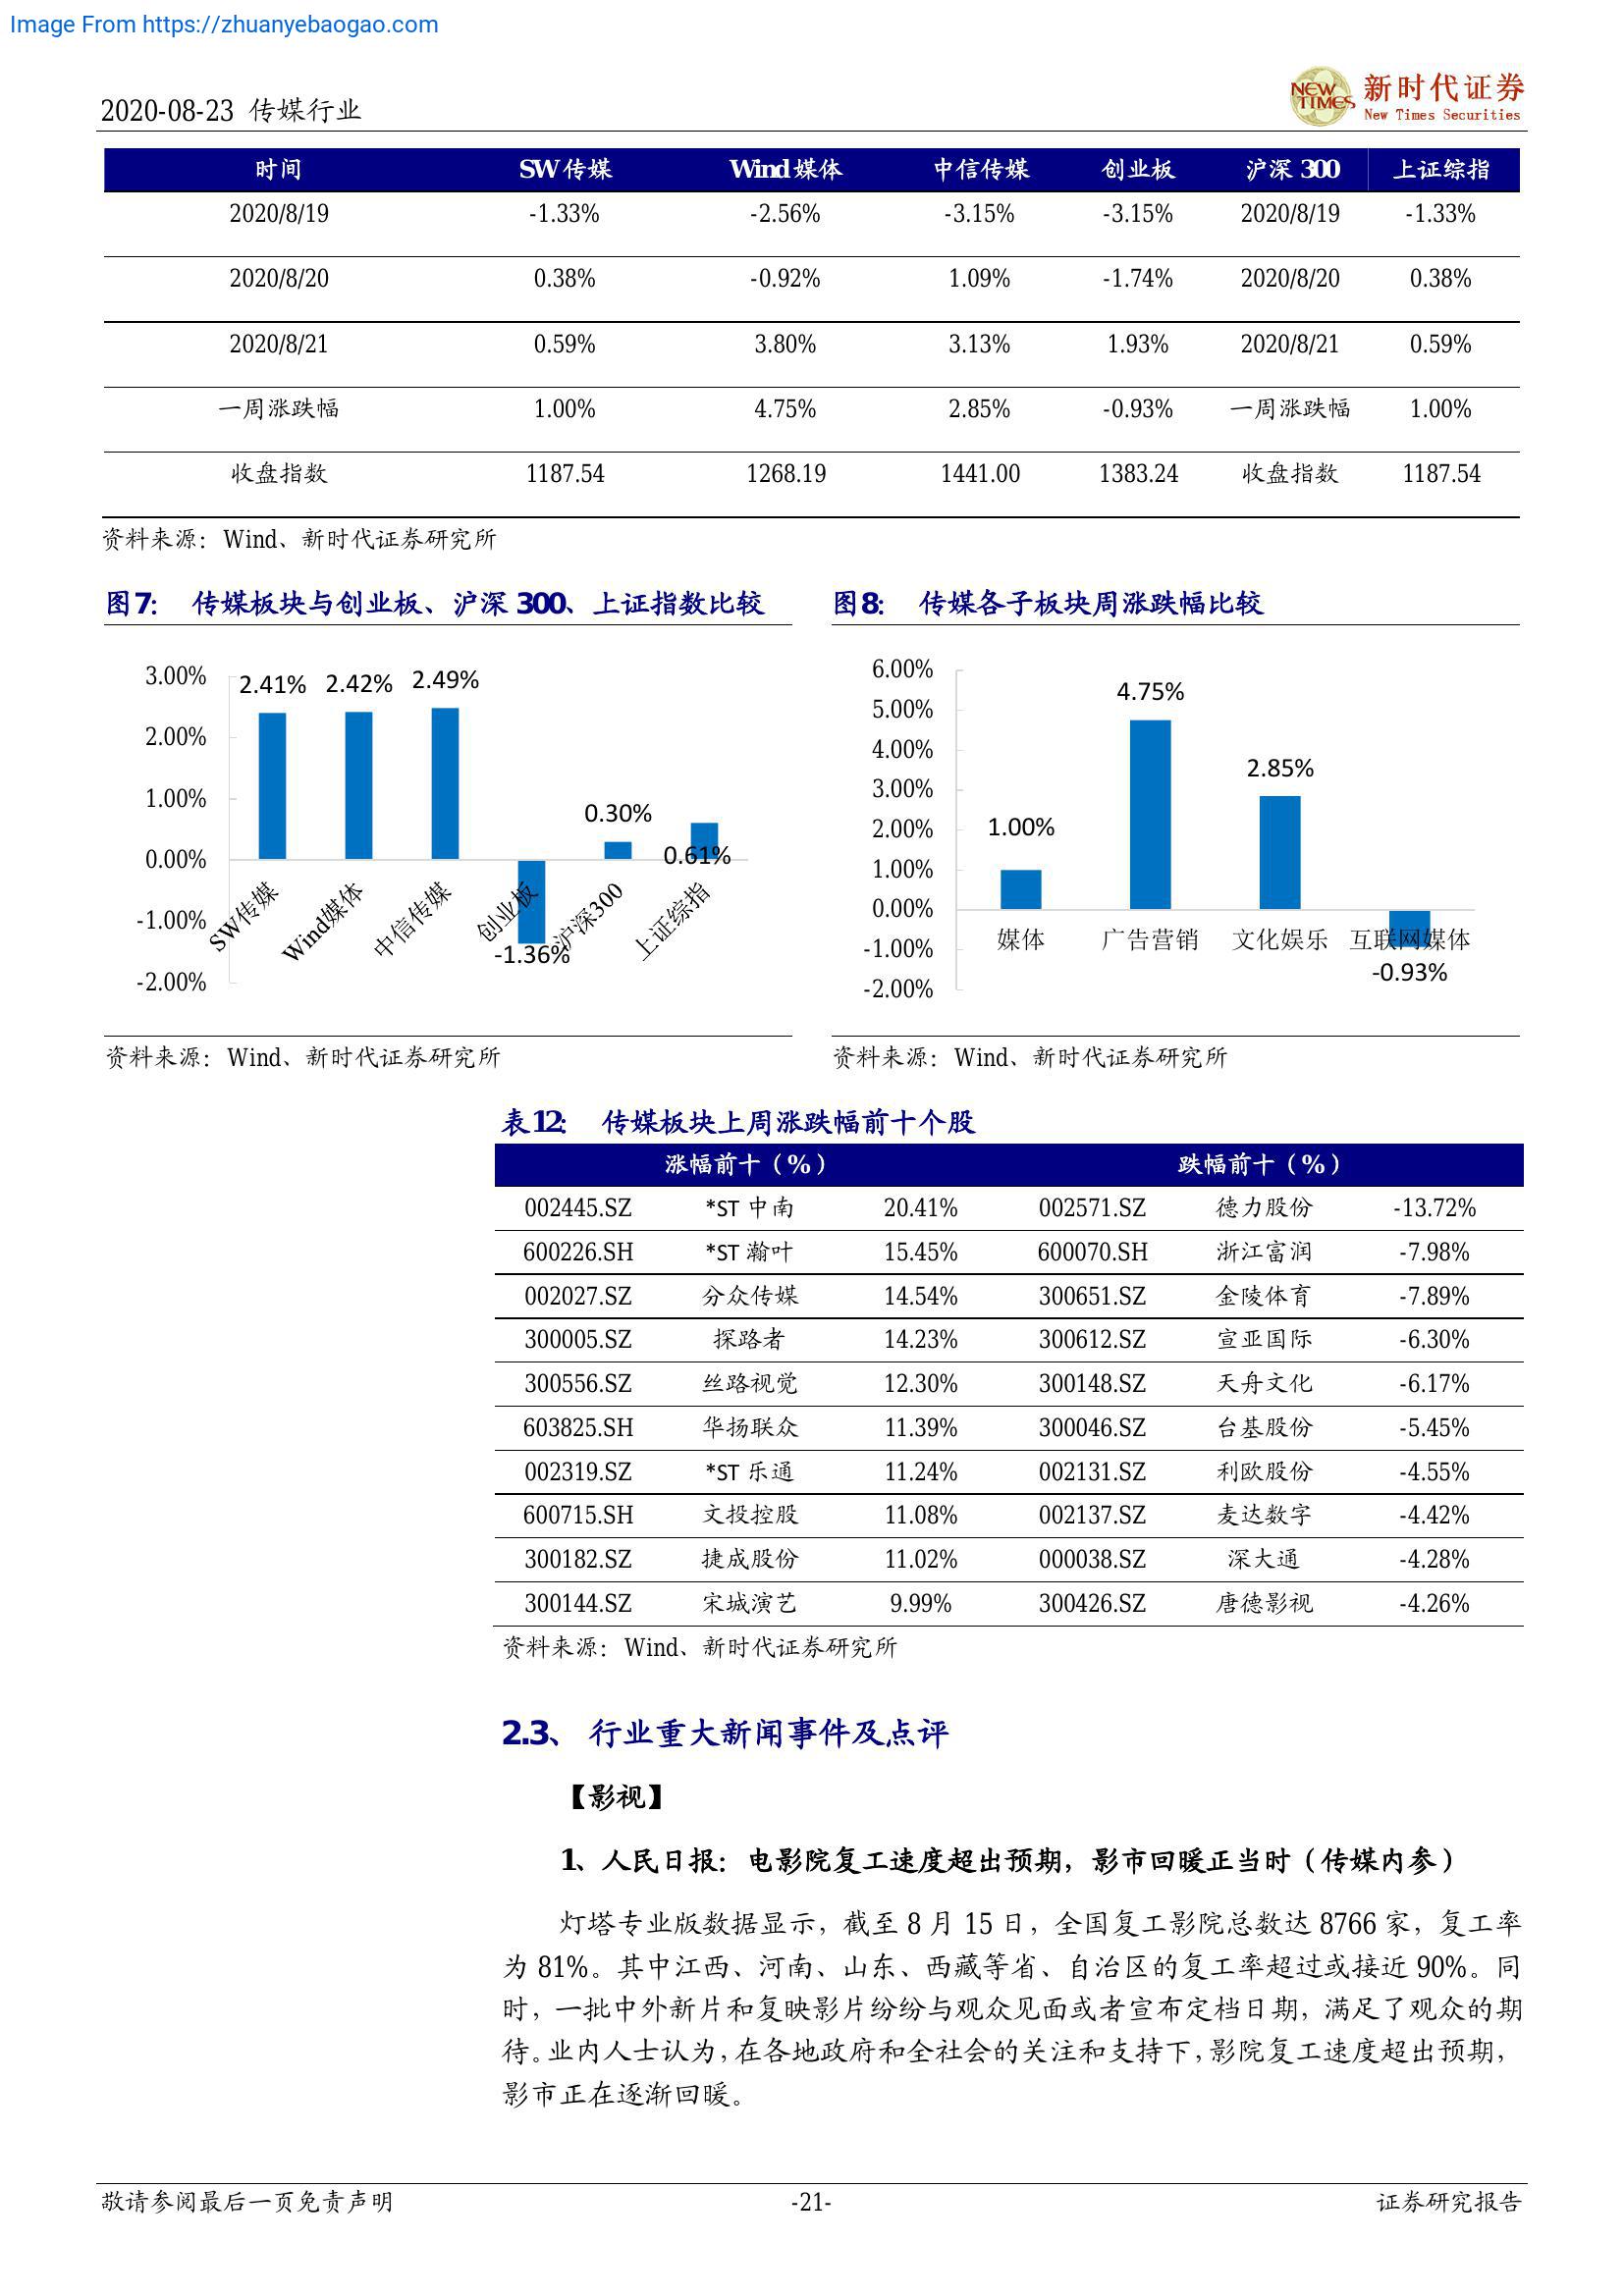 Image From https://zhuanyebaogao.com
2020-08-23 传媒行业
NEW TIMES 新时代证券
New Times Securities
时间 SW传媒 Wind媒体 中信传媒 创业板 沪深 300 上证综指
2020/8/19 -1.33% -2.56% -3.15% -3.15% 2020/8/19 -1.33%
2020/8/20 0.38% -0.92% 1.09% -1.74% 2020/8/20 0.38%
2020/8/21 0.59% 3.80% 3.13% 1.93% 2020/8/21 0.59%
一周涨跌幅 1.00% 4.75% 2.85% -0.93% 一周涨跌幅 1.00%
收盘指数 1187.54 1268.19 1441.00 1383.24 收盘指数 1187.54
资料来源：Wind、新时代证券研究所
图7： 传媒板块与创业板、沪深 300、上证指数比较
3.00%
2.00%
1.00%
0.00%
-1.00%
-2.00%
2.41% 2.42% 2.49%
-1.36%
0.30%
0.61%
SW传媒 Wind媒体 中信传媒 创业板 沪深300 上证综指
资料来源：Wind、新时代证券研究所
图8： 传媒各子板块周涨跌幅比较
6.00%
5.00%
4.00%
3.00%
2.00%
1.00%
0.00%
-1.00%
-2.00%
1.00%
4.75%
2.85%
-0.93%
媒体 广告营销 文化娱乐 互联网媒体
资料来源：Wind、新时代证券研究所
表12： 传媒板块上周涨跌幅前十个股
涨幅前十（%） 跌幅前十（%）
002445.SZ *ST 中南 20.41% 002571.SZ 德力股份 -13.72%
600226.SH *ST 瀚叶 15.45% 600070.SH 浙江富润 -7.98%
002027.SZ 分众传媒 14.54% 300651.SZ 金陵体育 -7.89%
300005.SZ 探路者 14.23% 300612.SZ 宣亚国际 -6.30%
300556.SZ 丝路视觉 12.30% 300148.SZ 天舟文化 -6.17%
603825.SH 华扬联众 11.39% 300046.SZ 台基股份 -5.45%
002319.SZ *ST 乐通 11.24% 002131.SZ 利欧股份 -4.55%
600715.SH 文投控股 11.08% 002137.SZ 麦达数字 -4.42%
300182.SZ 捷成股份 11.02% 000038.SZ 深大通 -4.28%
300144.SZ 宋城演艺 9.99% 300426.SZ 唐德影视 -4.26%
资料来源：Wind、新时代证券研究所
2.3、 行业重大新闻事件及点评
【影视】
1、人民日报：电影院复工速度超出预期，影市回暖正当时（传媒内参）
灯塔专业版数据显示，截至 8 月 15 日，全国复工影院总数达 8766 家，复工率
为 81%。其中江西、河南、山东、西藏等省、自治区的复工率超过或接近 90%。同
时，一批中外新片和复映影片纷纷与观众见面或者宣布定档日期，满足了观众的期
待。业内人士认为，在各地政府和全社会的关注和支持下，影院复工速度超出预期，
影市正在逐渐回暖。
敬请参阅最后一页免责声明 -21- 证券研究报告